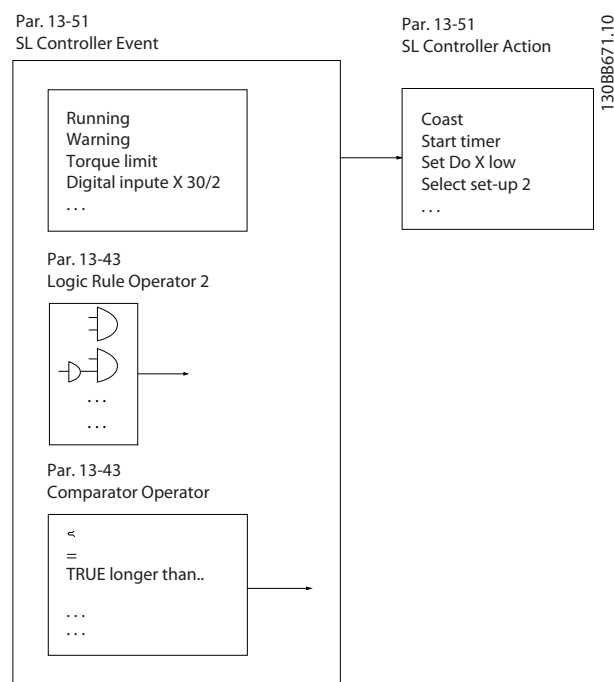 Par. 13-51
SL Controller Event
Par. 13-51
SL Controller Action
130BB671.10
Running
Warning
Torque limit
Digital inpute X 30/2
. . .
Coast
Start timer
Set Do X low
Select set-up 2
. . .
Par. 13-43
Logic Rule Operator 2
. . .
. . .
Par. 13-43
Comparator Operator
=
TRUE longer than..
. . .
. . .